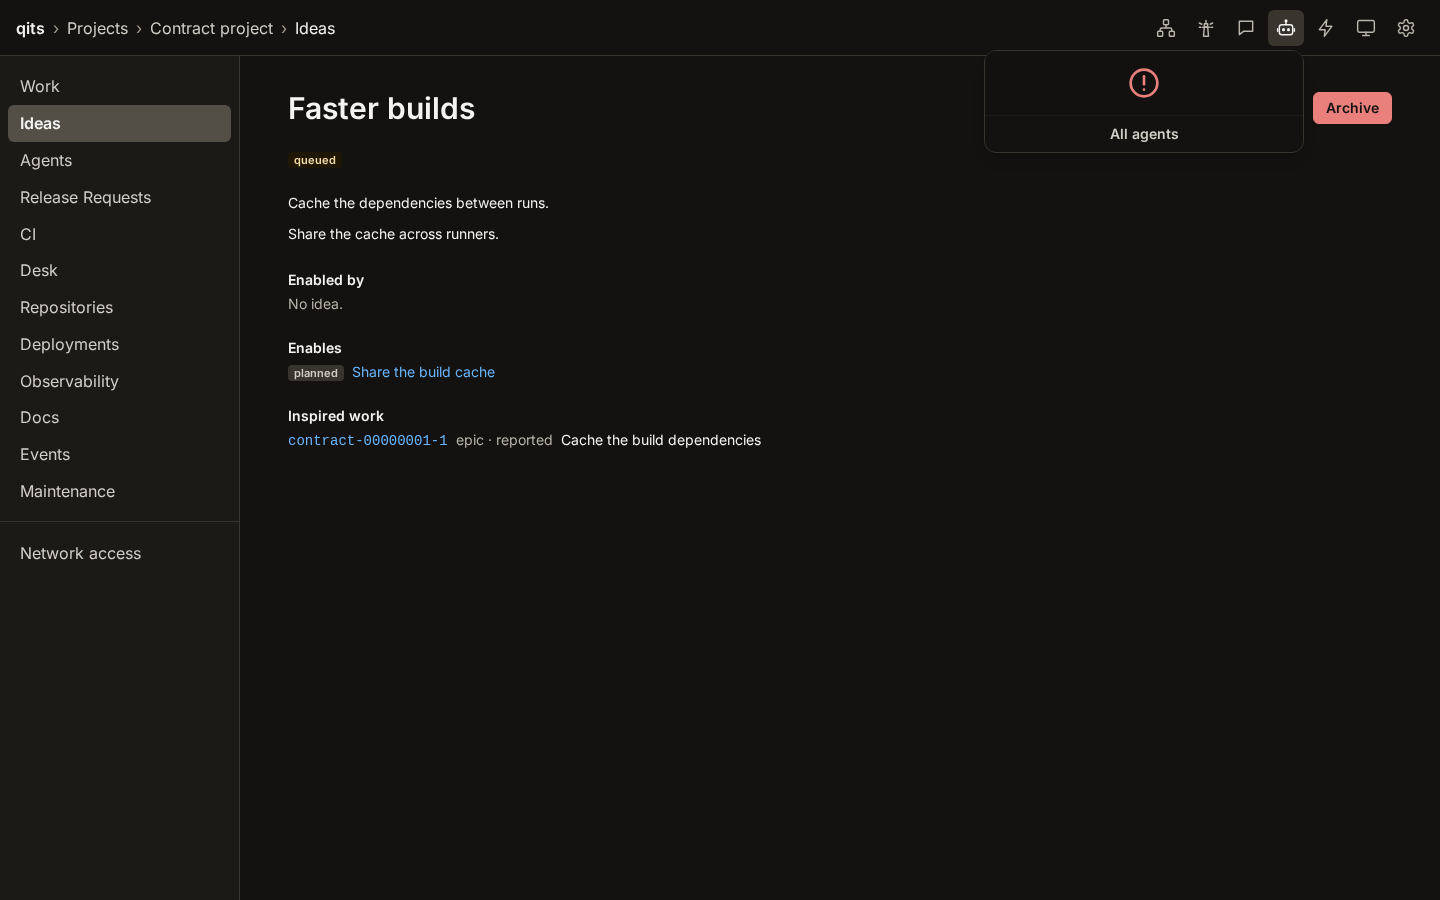 qits › Projects › Contract project › Ideas
Work
Ideas
Agents
Release Requests
CI
Desk
Repositories
Deployments
Observability
Docs
Events
Maintenance
Network access
All agents
Faster builds
Archive
queued
Cache the dependencies between runs.
Share the cache across runners.
Enabled by
No idea.
Enables
planned Share the build cache
Inspired work
contract-00000001-1 epic · reported Cache the build dependencies